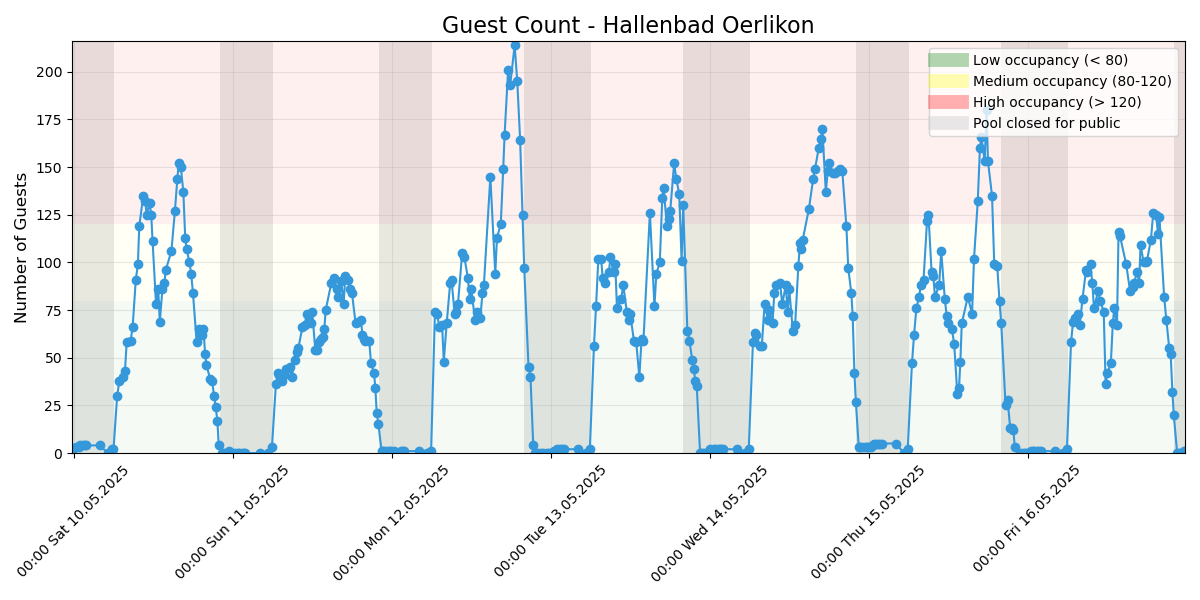 Guest Count - Hallenbad Oerlikon
Number of Guests
200
175
150
125
100
75
50
25
0
Low occupancy (< 80)
Medium occupancy (80-120)
High occupancy (> 120)
Pool closed for public
00:00 Sat 10.05.2025
00:00 Sun 11.05.2025
00:00 Mon 12.05.2025
00:00 Tue 13.05.2025
00:00 Wed 14.05.2025
00:00 Thu 15.05.2025
00:00 Fri 16.05.2025